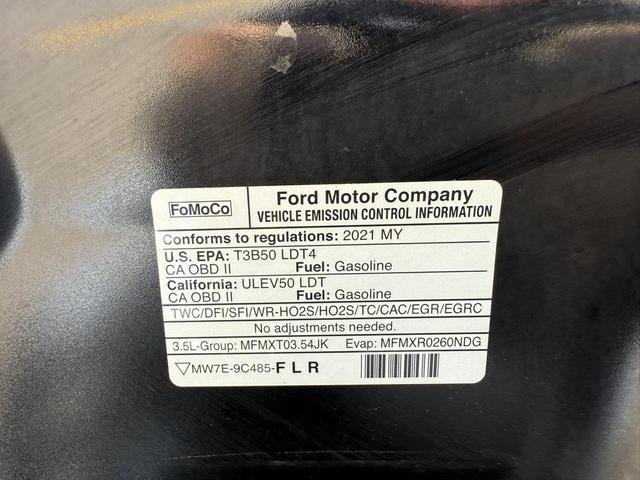 FoMoCo
Ford Motor Company
VEHICLE EMISSION CONTROL INFORMATION
Conforms to regulations: 2021 MY
U.S. EPA: T3B50 LDT4
CA OBD II Fuel: Gasoline
California: ULEV50 LDT
CA OBD II Fuel: Gasoline
TWC/DFI/SFI/WR-HO2S/HO2S/TC/CAC/EGR/EGRC
No adjustments needed.
3.5L-Group: MFMXT03.54JK Evap: MFMXR0260NDG
MW7E-9C485-FLR